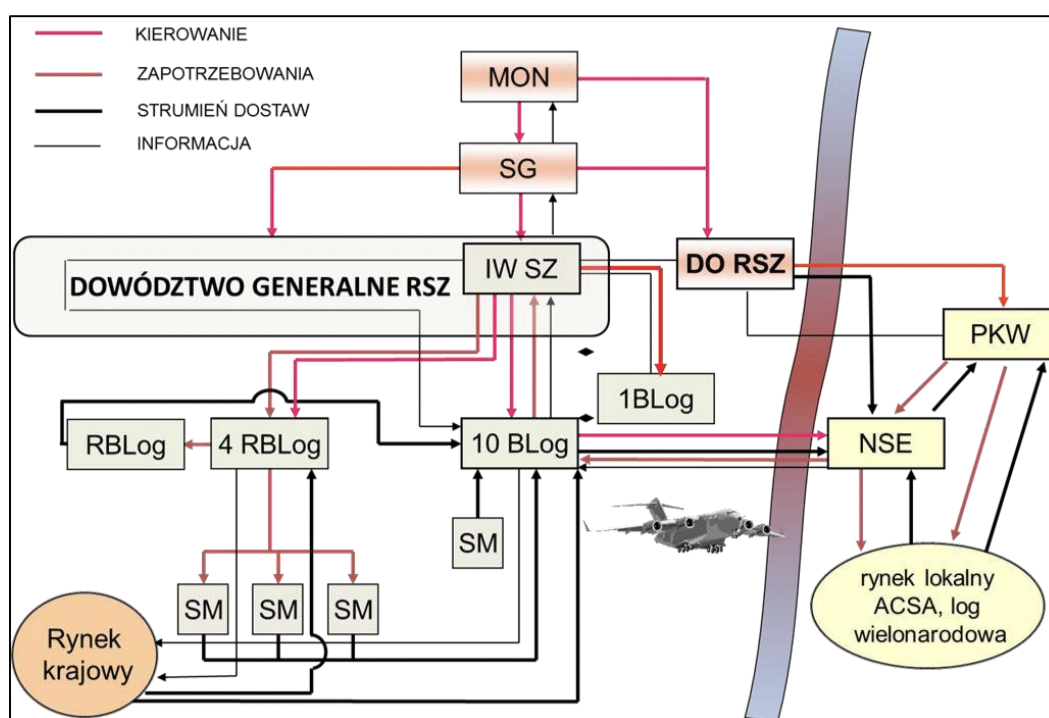 KIEROWANIE
ZAPOTRZEBOWANIA
STRUMIEŃ DOSTAW
INFORMACJA
MON
SG
IW SZ
DOWÓDZTWO GENERALNE RSZ
DO RSZ
PKW
1BLog
RBLog
4 RBLog
10 BLog
NSE
SM
SM
SM
SM
Rynek
krajowy
rynek lokalny
ACSA, log
wielonarodowa